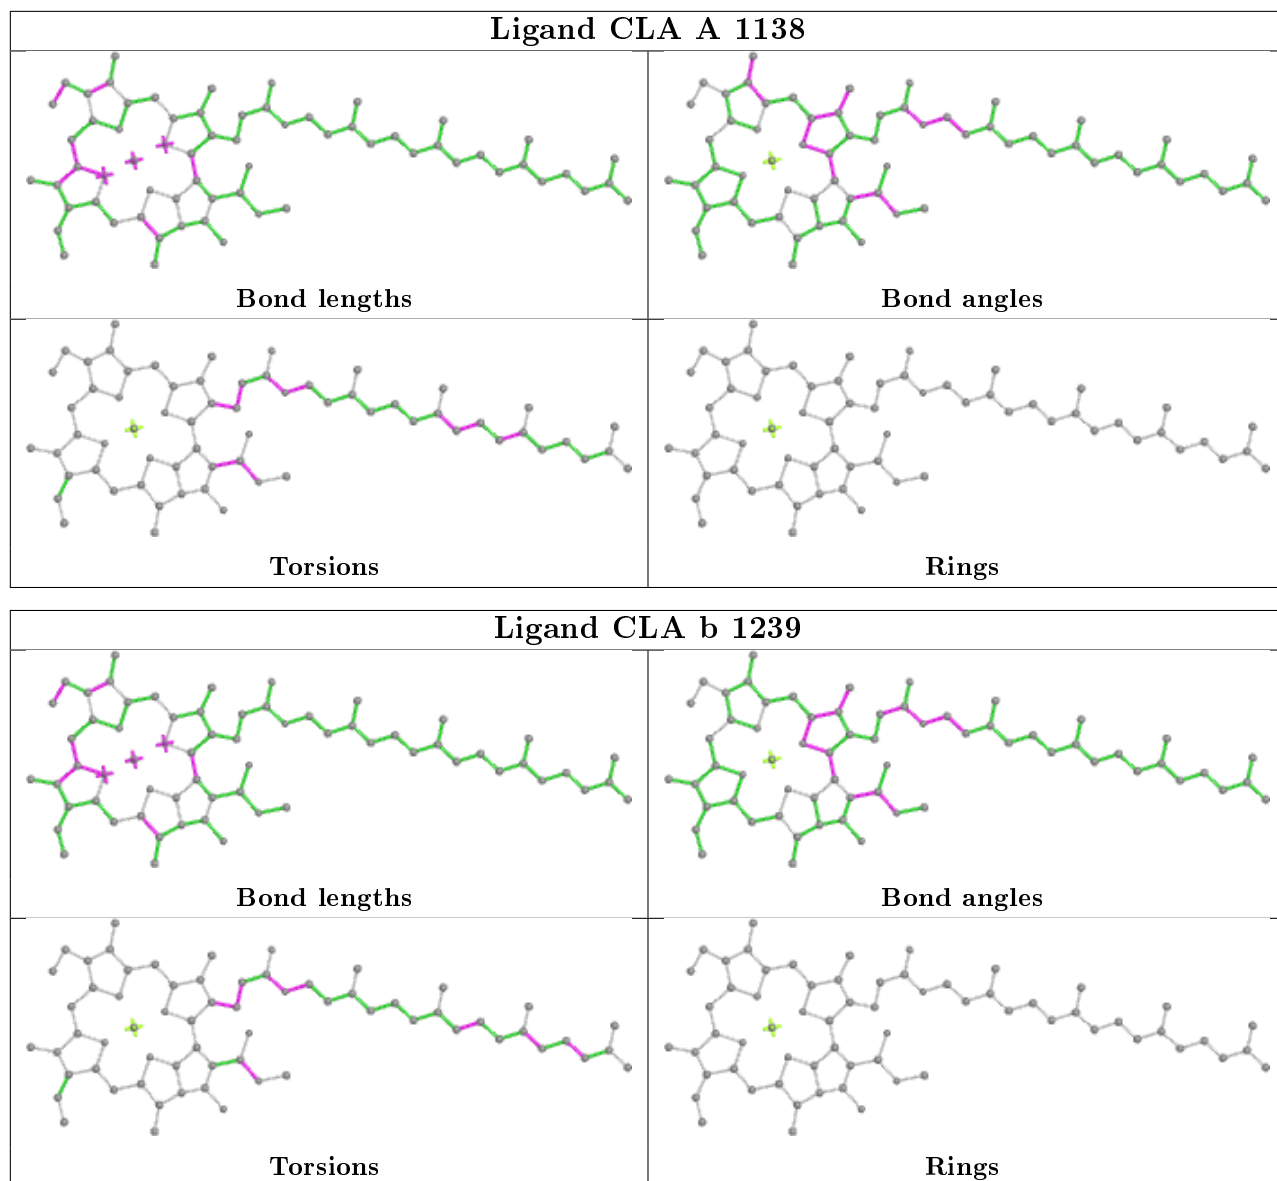 Ligand CLA A 1138
Bond lengths
Bond angles
Torsions
Rings
Ligand CLA b 1239
Bond lengths
Bond angles
Torsions
Rings